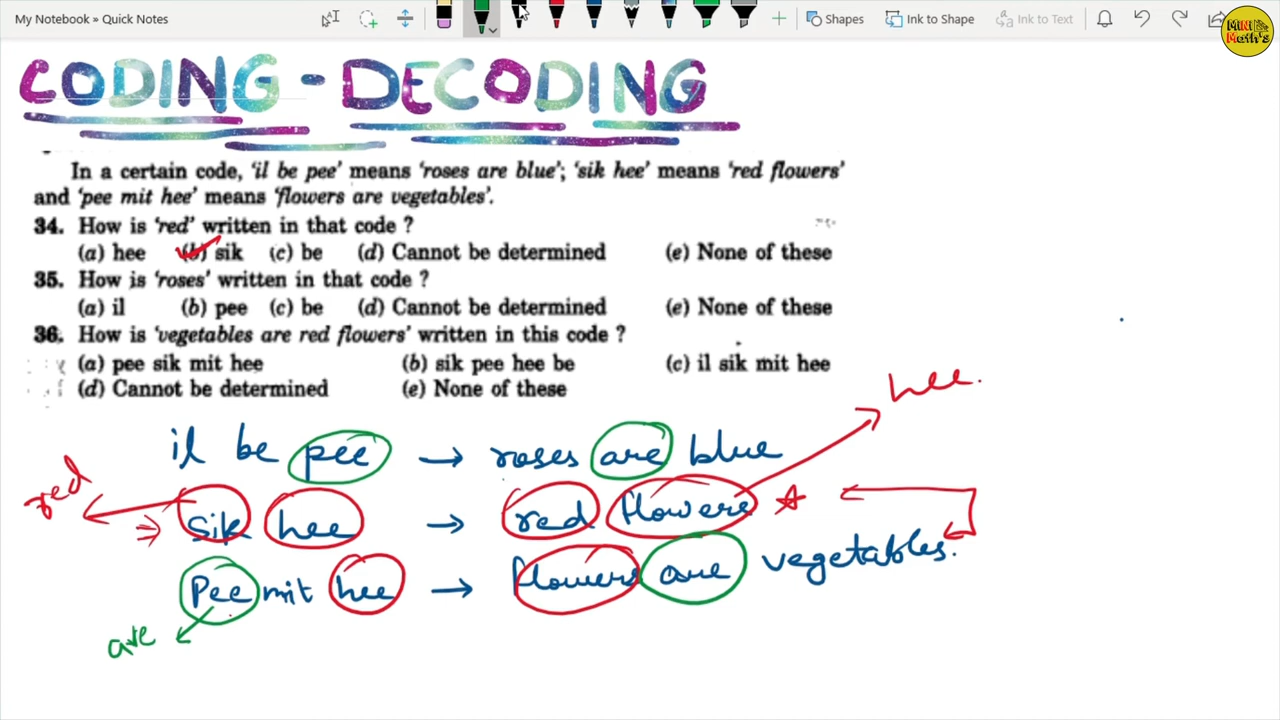 My Notebook » Quick Notes
Shapes
Ink to Shape
Ink to Text
MiNi Math's
CODING - DECODING
In a certain code, 'il be pee' means 'roses are blue'; 'sik hee' means 'red flowers'
and 'pee mit hee' means 'flowers are vegetables'.
34. How is 'red' written in that code ?
(a) hee (b) sik (c) be (d) Cannot be determined (e) None of these
35. How is 'roses' written in that code ?
(a) il (b) pee (c) be (d) Cannot be determined (e) None of these
36. How is 'vegetables are red flowers' written in this code ?
(a) pee sik mit hee (b) sik pee hee be (c) il sik mit hee
(d) Cannot be determined (e) None of these
hee.
il be pee → roses are blue
red
sik hee → red flowers
Pee mit hee → flowers are vegetables.
are